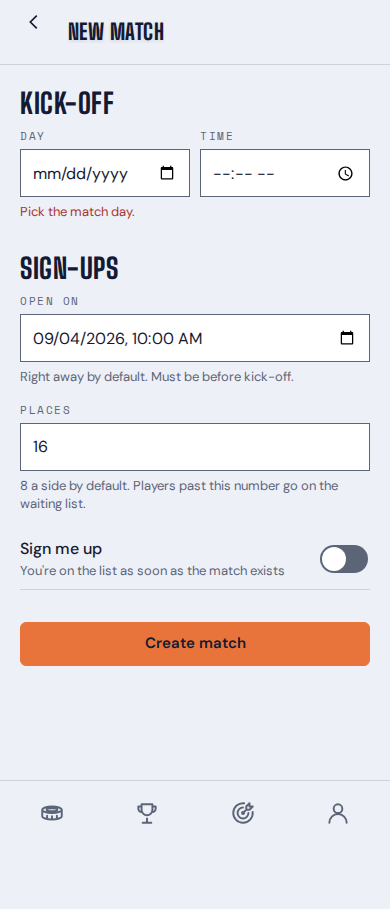 NEW MATCH
KICK-OFF
DAY
TIME
mm/dd/yyyy
--:-- --
Pick the match day.
SIGN-UPS
OPEN ON
09/04/2026, 10:00 AM
Right away by default. Must be before kick-off.
PLACES
16
8 a side by default. Players past this number go on the
waiting list.
Sign me up
You're on the list as soon as the match exists
Create match